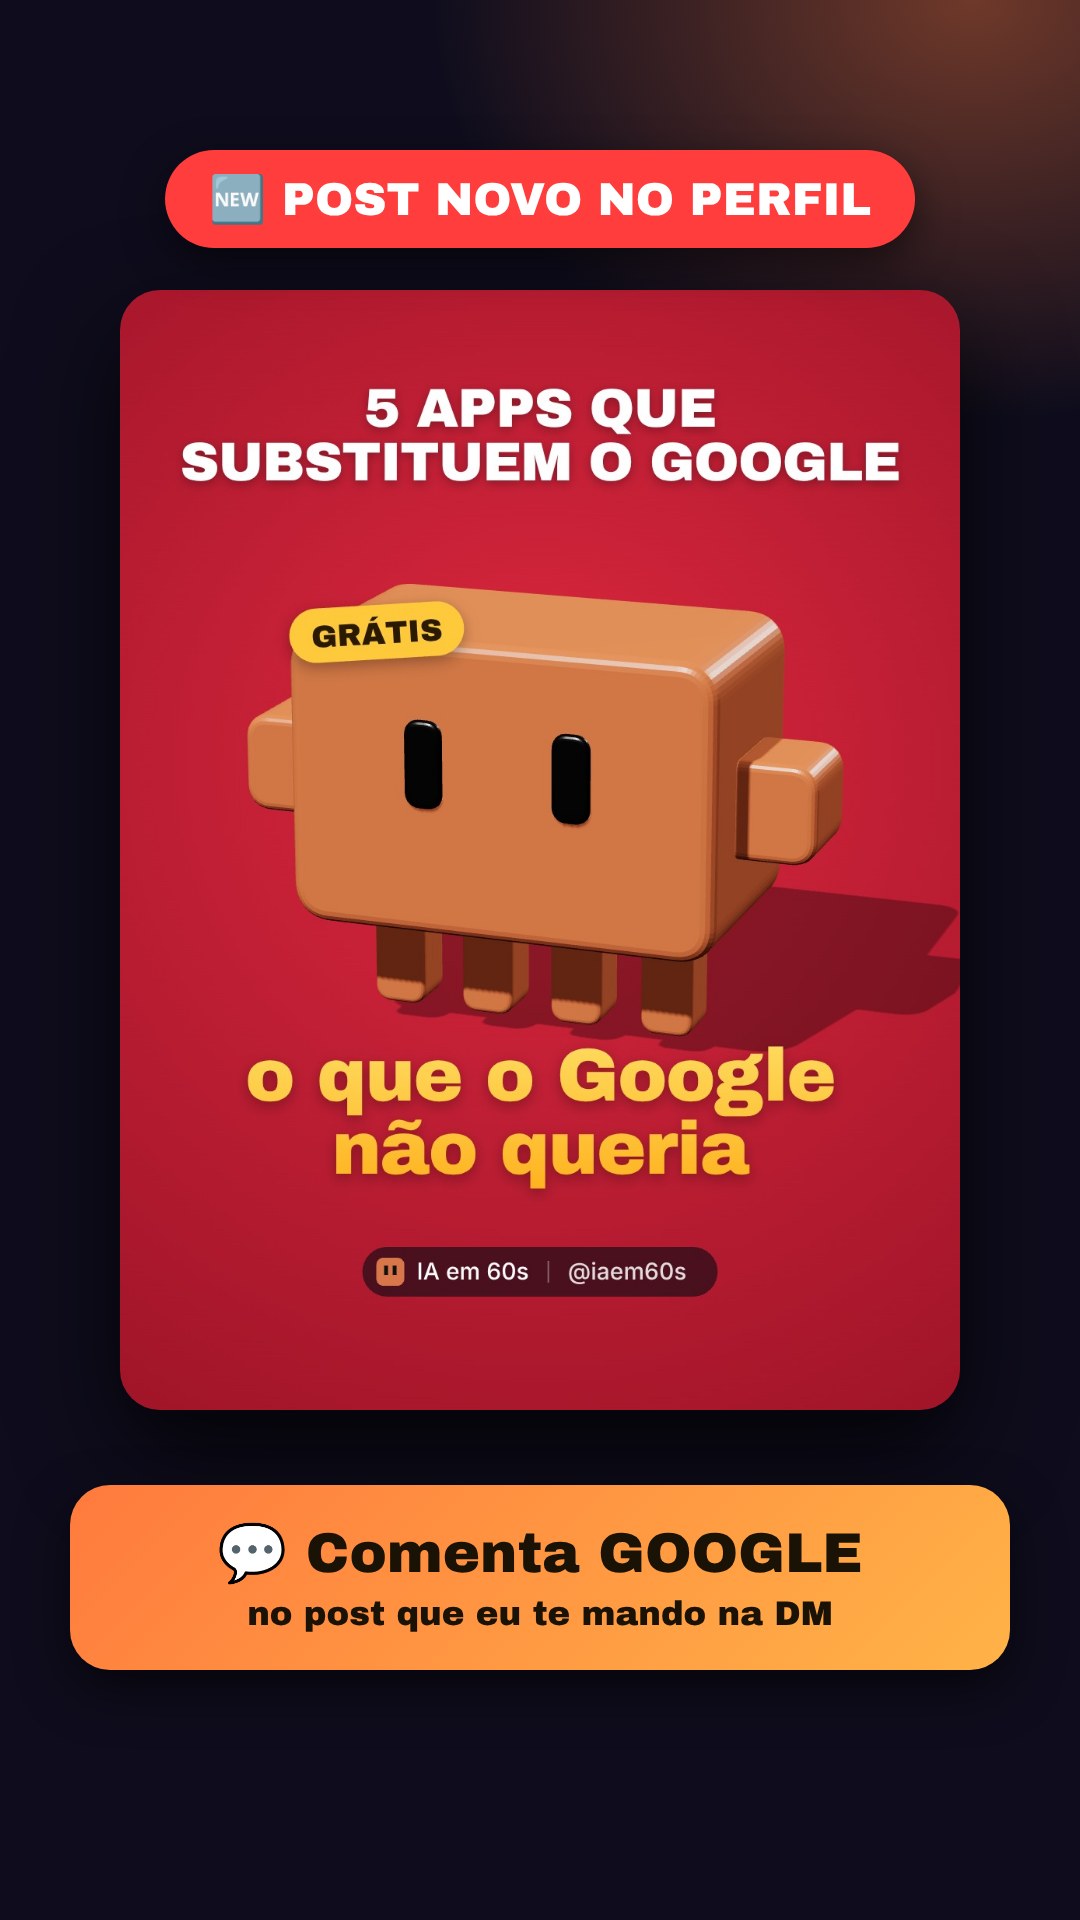 🆕 POST NOVO NO PERFIL
5 APPS QUE
SUBSTITUEM O GOOGLE
GRÁTIS
o que o Google
não queria
IA em 60s | @iaem60s
💬 Comenta GOOGLE
no post que eu te mando na DM